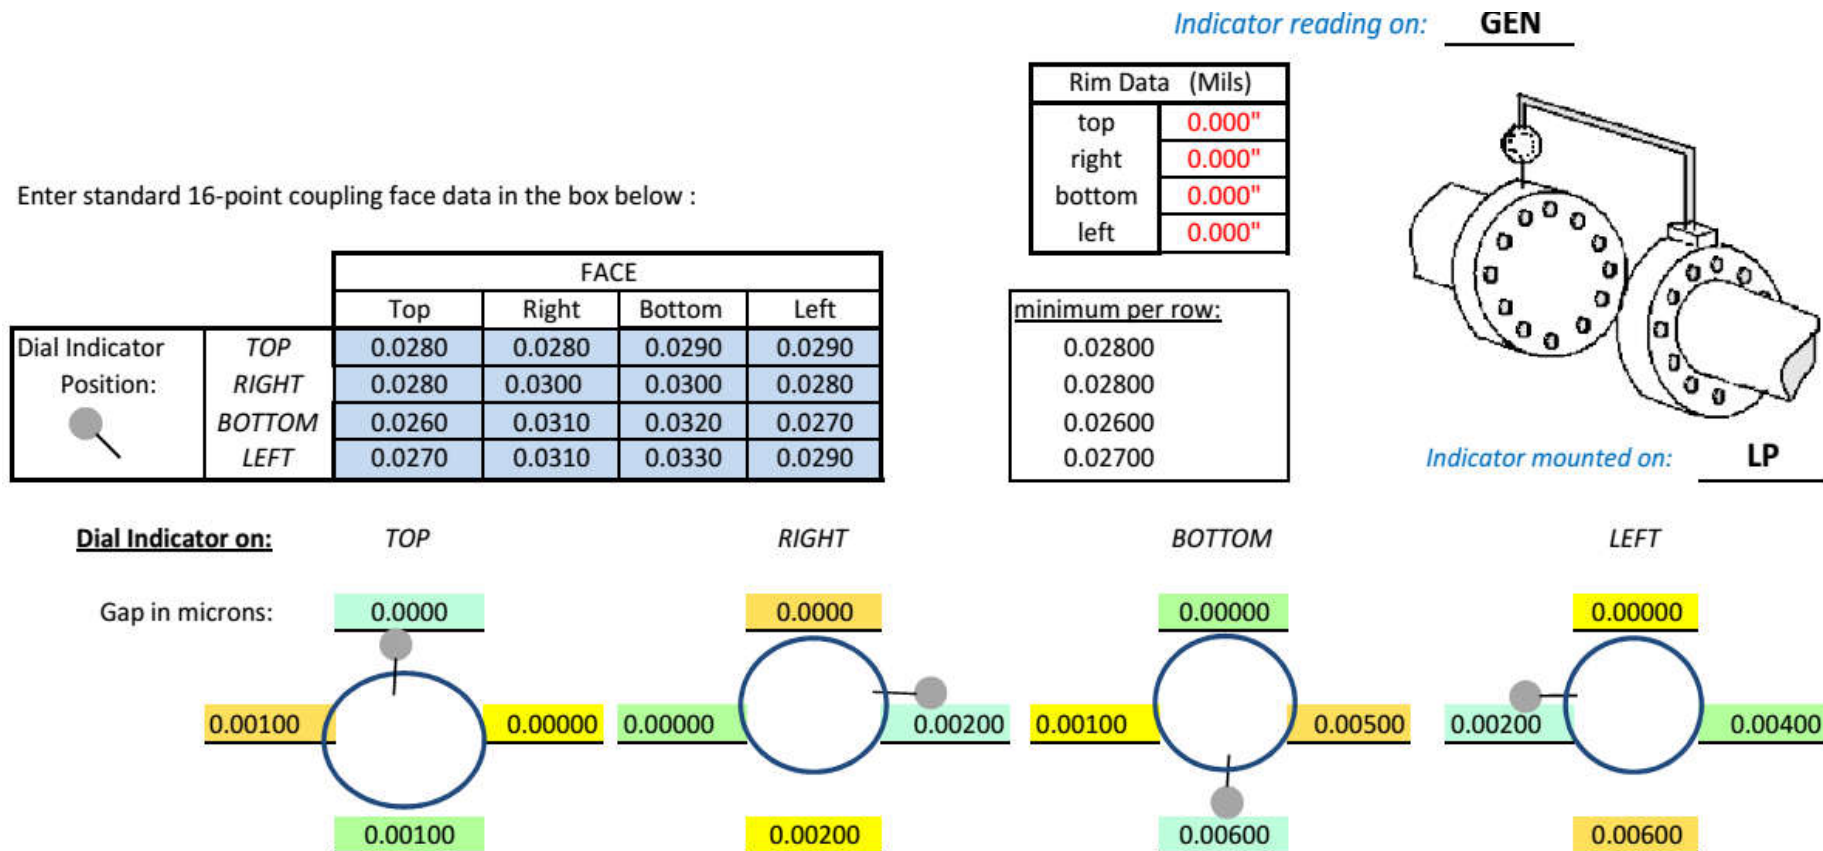 Indicator reading on: GEN
Rim Data (Mils)
top 0.000"
right 0.000"
bottom 0.000"
left 0.000"
Enter standard 16-point coupling face data in the box below :
FACE
Top Right Bottom Left
Dial Indicator TOP 0.0280 0.0280 0.0290 0.0290
Position: RIGHT 0.0280 0.0300 0.0300 0.0280
BOTTOM 0.0260 0.0310 0.0320 0.0270
LEFT 0.0270 0.0310 0.0330 0.0290
minimum per row:
0.02800
0.02800
0.02600
0.02700
Indicator mounted on: LP
Dial Indicator on: TOP RIGHT BOTTOM LEFT
Gap in microns: 0.0000 0.0000 0.00000 0.00000
0.00100 0.00000 0.00000 0.00200 0.00100 0.00500 0.00200 0.00400
0.00100 0.00200 0.00600 0.00600